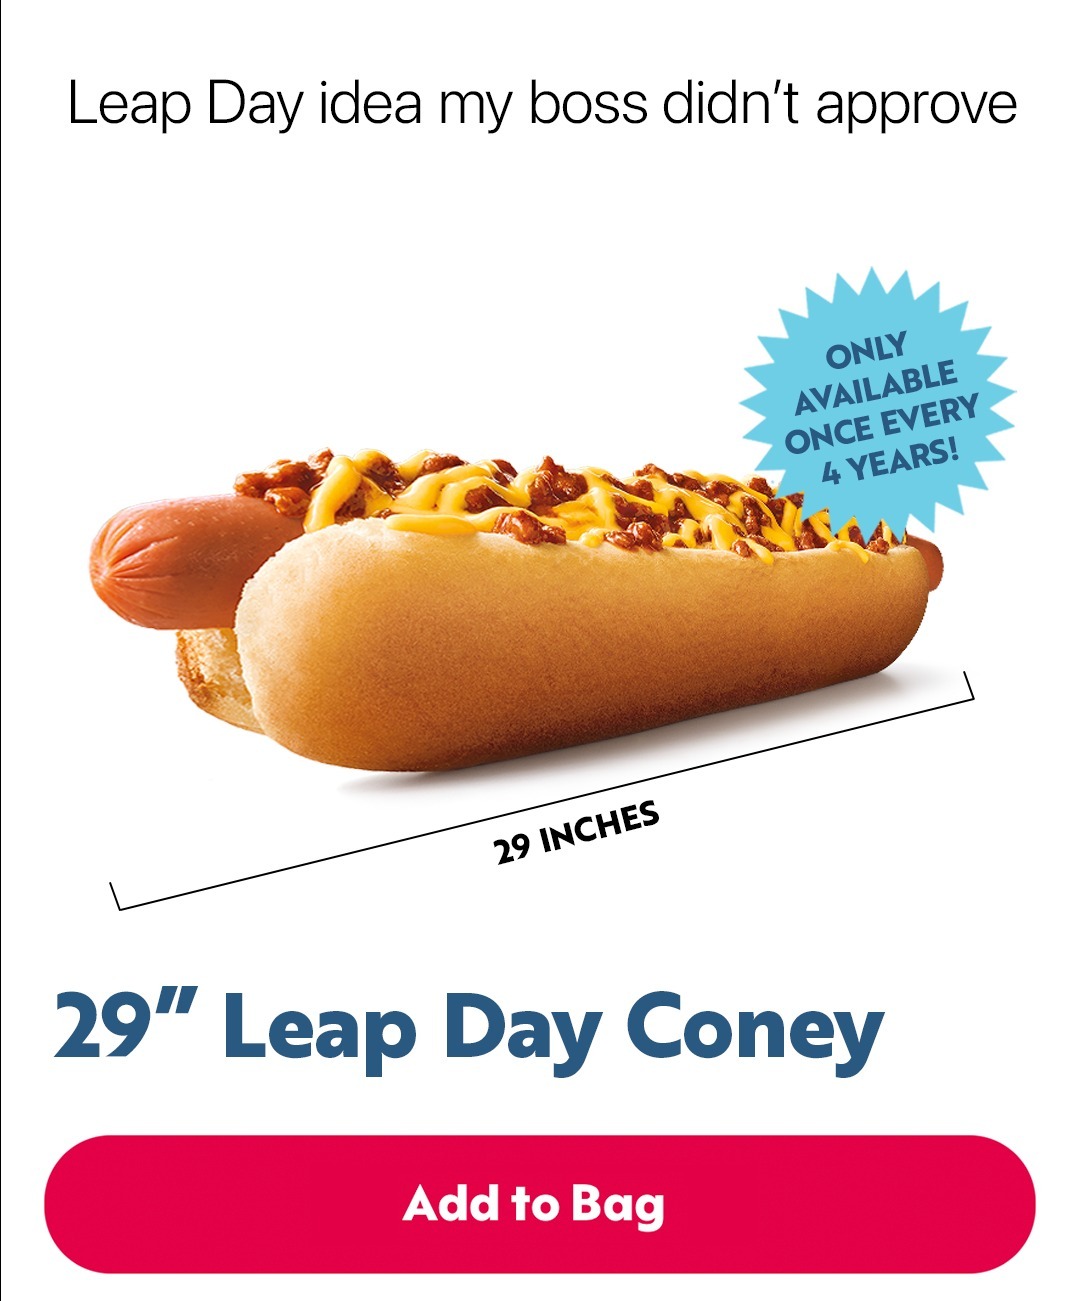 Leap Day idea my boss didn’t approve
ONLY
AVAILABLE
ONCE EVERY
4 YEARS!
29 INCHES
29” Leap Day Coney
Add to Bag